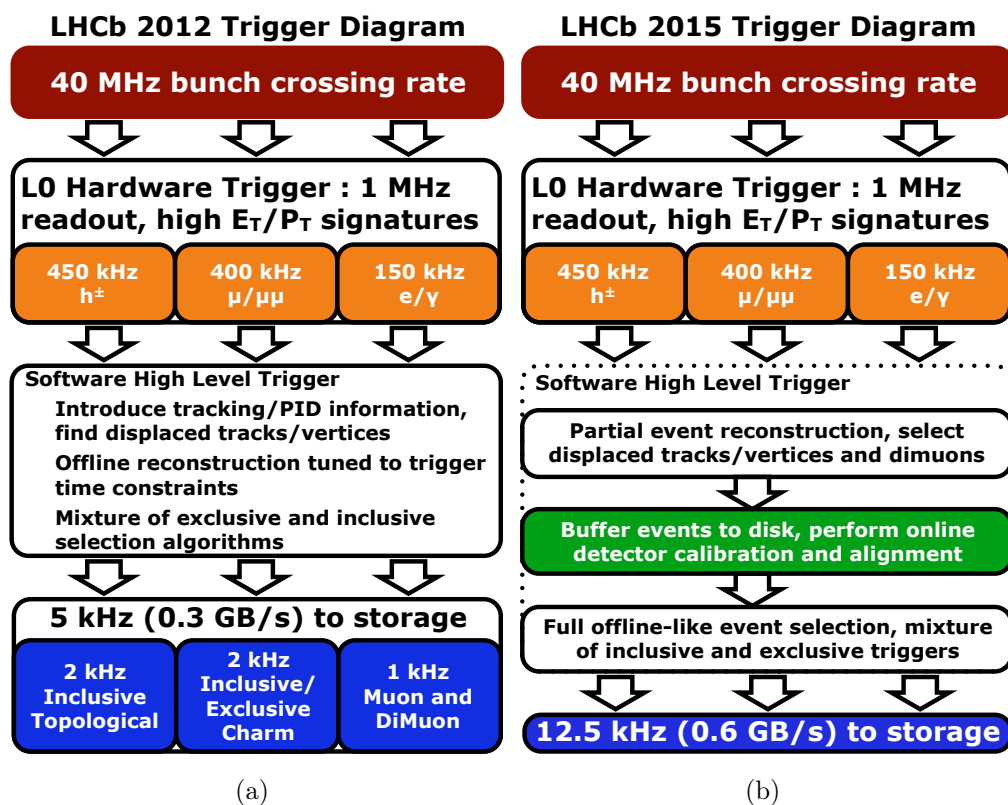 LHCb 2012 Trigger Diagram
40 MHz bunch crossing rate
L0 Hardware Trigger : 1 MHz
readout, high ET/PT signatures
450 kHz
h±
400 kHz
µ/µµ
150 kHz
e/γ
Software High Level Trigger
Introduce tracking/PID information,
find displaced tracks/vertices
Offline reconstruction tuned to trigger
time constraints
Mixture of exclusive and inclusive
selection algorithms
5 kHz (0.3 GB/s) to storage
2 kHz
Inclusive
Topological
2 kHz
Inclusive/
Exclusive
Charm
1 kHz
Muon and
DiMuon
(a)
LHCb 2015 Trigger Diagram
40 MHz bunch crossing rate
L0 Hardware Trigger : 1 MHz
readout, high ET/PT signatures
450 kHz
h±
400 kHz
µ/µµ
150 kHz
e/γ
Software High Level Trigger
Partial event reconstruction, select
displaced tracks/vertices and dimuons
Buffer events to disk, perform online
detector calibration and alignment
Full offline-like event selection, mixture
of inclusive and exclusive triggers
12.5 kHz (0.6 GB/s) to storage
(b)